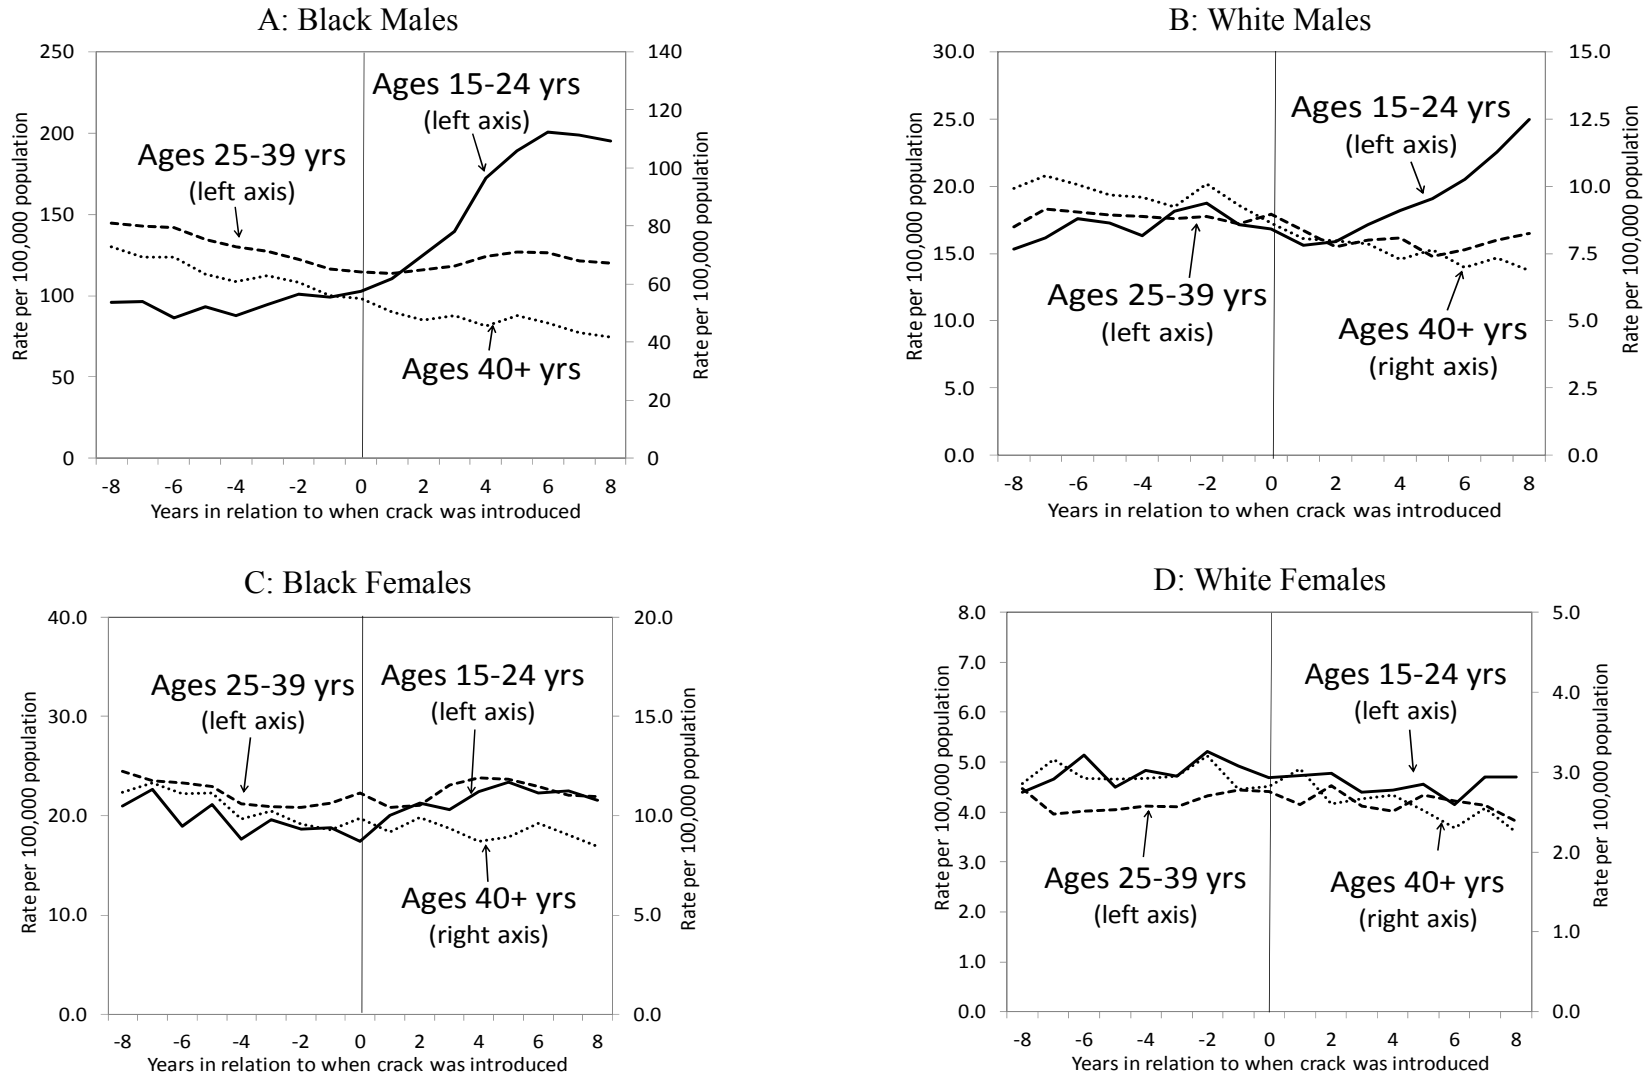 A: Black Males
250
200
150
100
50
0
Rate per 100,000 population
140
120
100
80
60
40
20
0
Rate per 100,000 population
Ages 15-24 yrs
(left axis)
Ages 25-39 yrs
(left axis)
Ages 40+ yrs
-8 -6 -4 -2 0 2 4 6 8
Years in relation to when crack was introduced
B: White Males
30.0
25.0
20.0
15.0
10.0
5.0
0.0
Rate per 100,000 population
15.0
12.5
10.0
7.5
5.0
2.5
0.0
Rate per 100,000 population
Ages 15-24 yrs
(left axis)
Ages 25-39 yrs
(left axis)
Ages 40+ yrs
(right axis)
-8 -6 -4 -2 0 2 4 6 8
Years in relation to when crack was introduced
C: Black Females
40.0
30.0
20.0
10.0
0.0
Rate per 100,000 population
20.0
15.0
10.0
5.0
0.0
Rate per 100,000 population
Ages 25-39 yrs
(left axis)
Ages 15-24 yrs
(left axis)
Ages 40+ yrs
(right axis)
-8 -6 -4 -2 0 2 4 6 8
Years in relation to when crack was introduced
D: White Females
8.0
7.0
6.0
5.0
4.0
3.0
2.0
1.0
0.0
Rate per 100,000 population
5.0
4.0
3.0
2.0
1.0
0.0
Rate per 100,000 population
Ages 15-24 yrs
(left axis)
Ages 25-39 yrs
(left axis)
Ages 40+ yrs
(right axis)
-8 -6 -4 -2 0 2 4 6 8
Years in relation to when crack was introduced